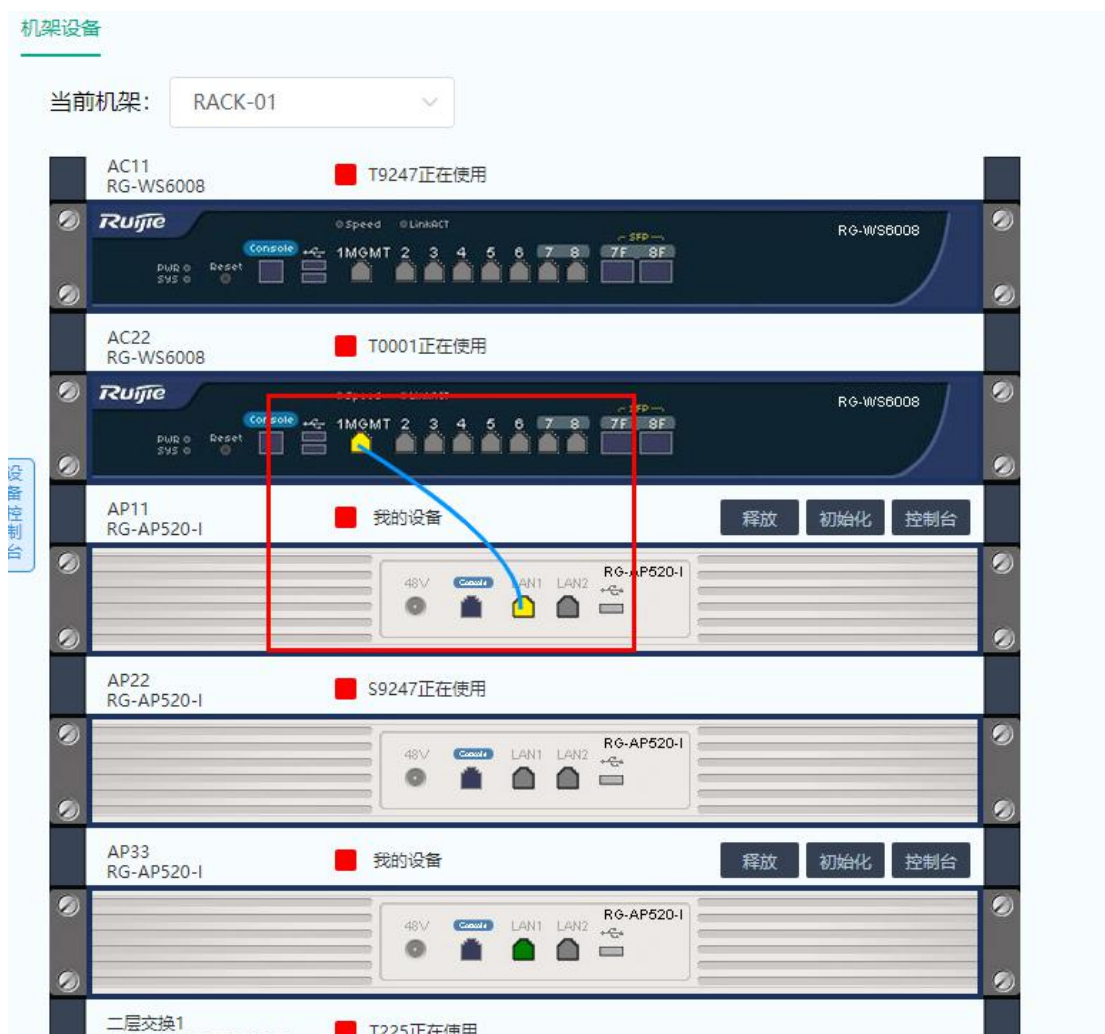 机架设备
当前机架: RACK-01
AC11
RG-WS6008
T9247正在使用
Ruijie
Speed LinkACT
RG-WS6008
SFP
Console 1MGMT 2 3 4 5 6 7 8 7F 8F
PWR Reset
SYS
AC22
RG-WS6008
T0001正在使用
Ruijie
Speed LinkACT
RG-WS6008
SFP
Console 1MGMT 2 3 4 5 6 7 8 7F 8F
PWR Reset
SYS
设备控制台
AP11
RG-AP520-I
我的设备
释放 初始化 控制台
RG-AP520-I
48V Console LAN1 LAN2
AP22
RG-AP520-I
S9247正在使用
RG-AP520-I
48V Console LAN1 LAN2
AP33
RG-AP520-I
我的设备
释放 初始化 控制台
RG-AP520-I
48V Console LAN1 LAN2
二层交换1
T225正在使用